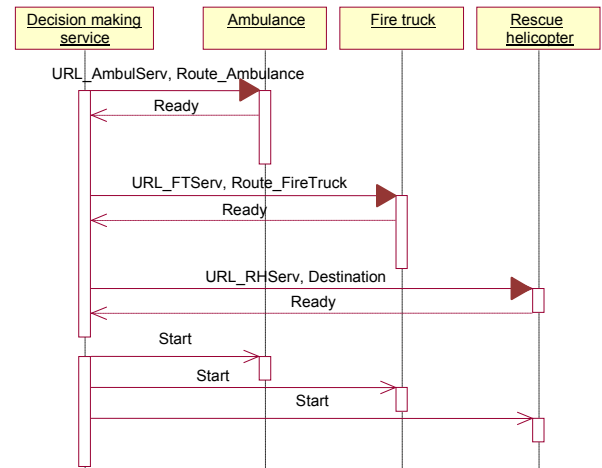 Decision making
service
Ambulance
Fire truck
Rescue
helicopter
URL_AmbulServ, Route_Ambulance
Ready
URL_FTServ, Route_FireTruck
Ready
URL_RHServ, Destination
Ready
Start
Start
Start